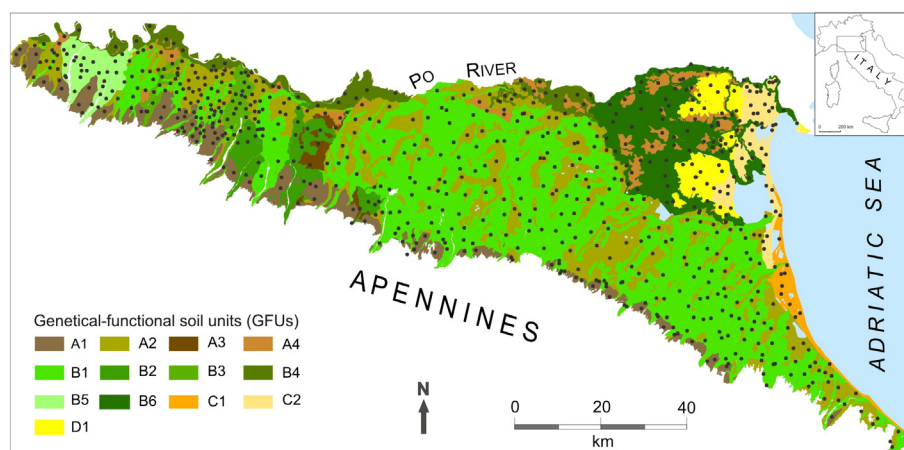 PO RIVER
ITALY
0 200 km
ADRIATIC SEA
APENNINES
Genetical-functional soil units (GFUs)
A1 A2 A3 A4
B1 B2 B3 B4
B5 B6 C1 C2
D1
N
0 20 40
km